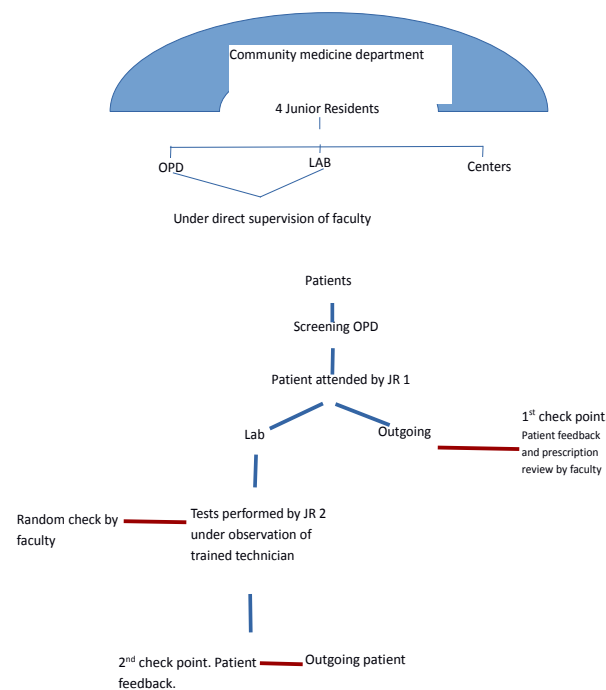 Community medicine department
4 Junior Residents
OPD
LAB
Centers
Under direct supervision of faculty
Patients
Screening OPD
Patient attended by JR 1
Lab
Outgoing
1st check point
Patient feedback
and prescription
review by faculty
Random check by
faculty
Tests performed by JR 2
under observation of
trained technician
2nd check point. Patient
feedback.
Outgoing patient